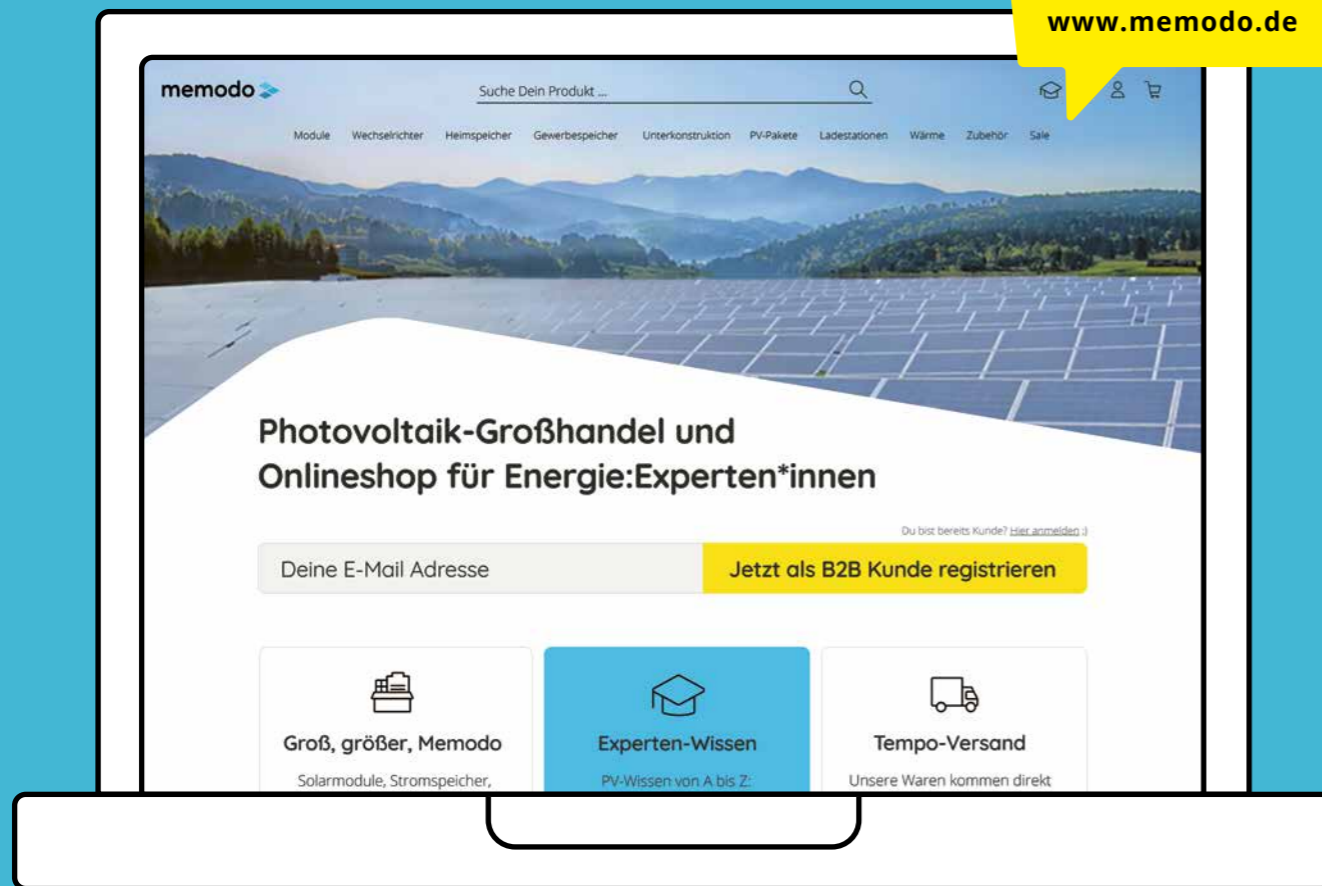 www.memodo.de
memodo
Suche Dein Produkt ...
Module Wechselrichter Heimspeicher Gewerbespeicher Unterkonstruktion PV-Pakete Ladestationen Wärme Zubehör Sale
Photovoltaik-Großhandel und
Onlineshop für Energie:Experten*innen
Du bist bereits Kunde? Hier anmelden :)
Deine E-Mail Adresse
Jetzt als B2B Kunde registrieren
Groß, größer, Memodo
Solarmodule, Stromspeicher,
Experten-Wissen
PV-Wissen von A bis Z:
Tempo-Versand
Unsere Waren kommen direkt